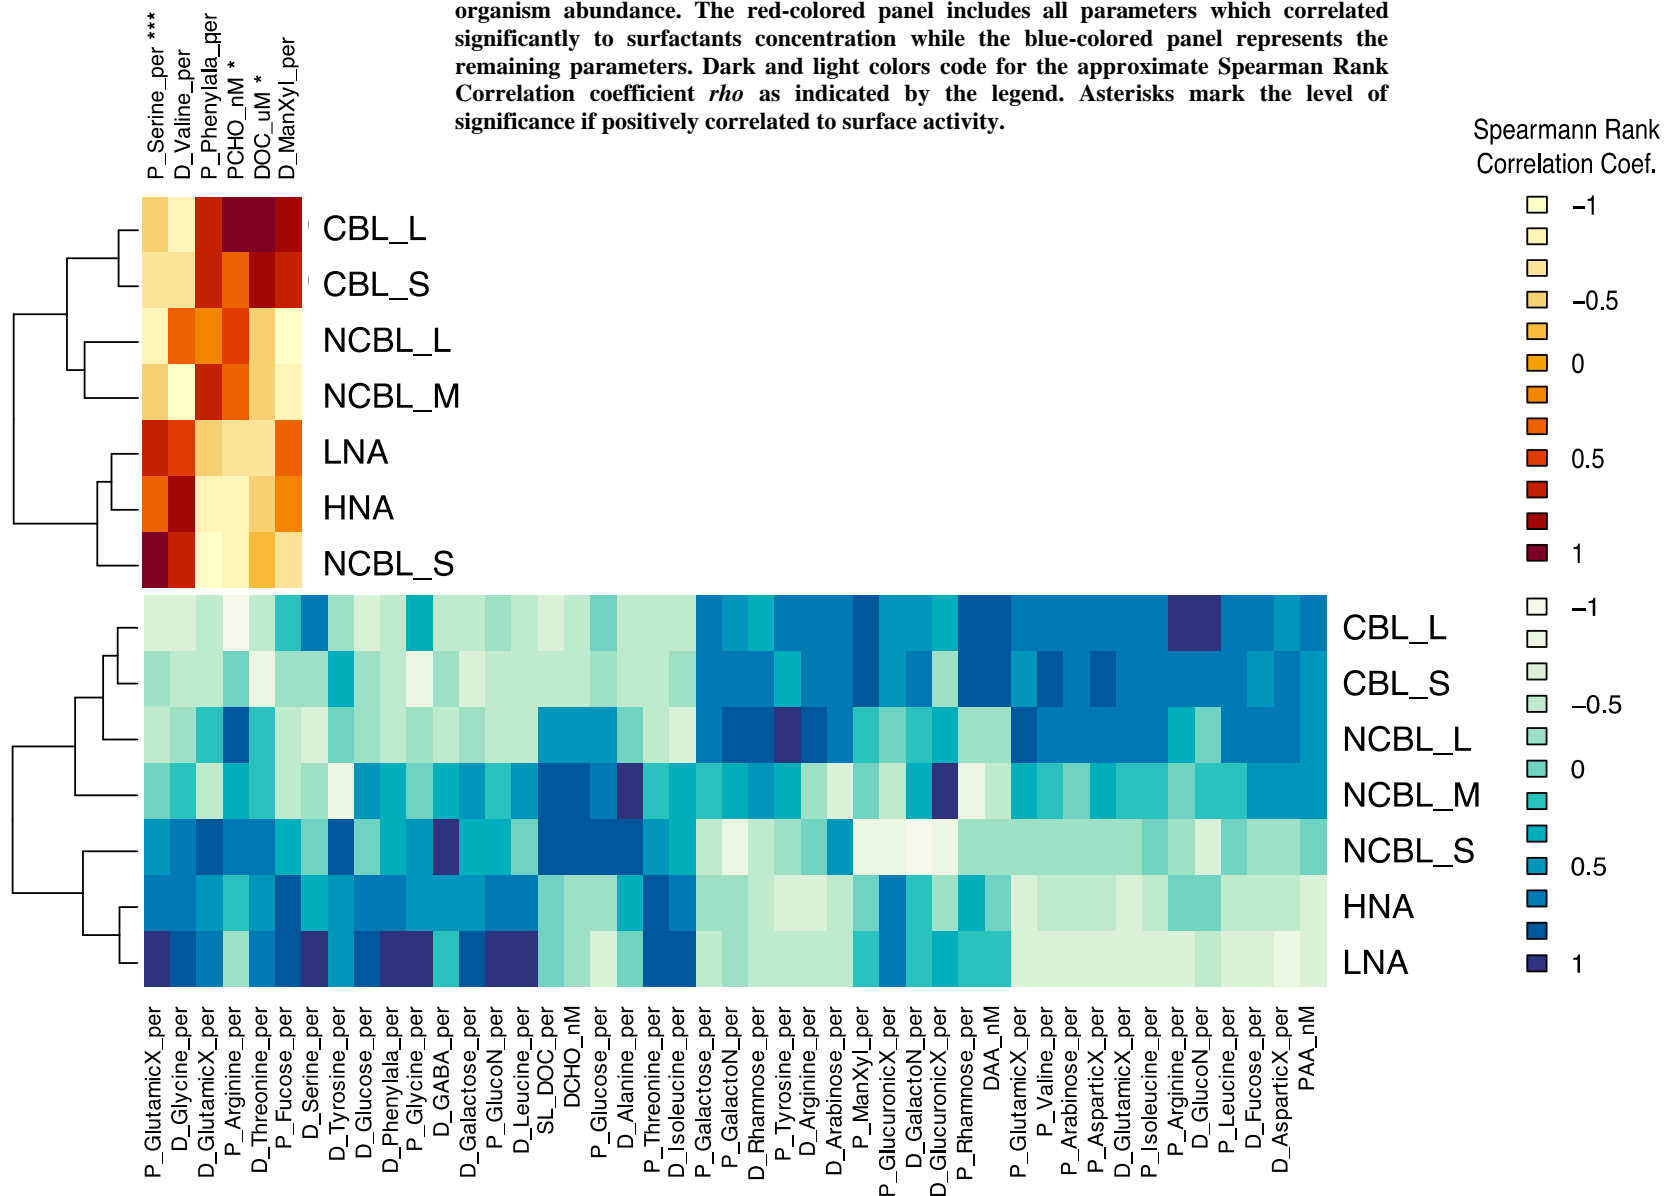 organism abundance. The red-colored panel includes all parameters which correlated
significantly to surfactants concentration while the blue-colored panel represents the
remaining parameters. Dark and light colors code for the approximate Spearman Rank
Correlation coefficient rho as indicated by the legend. Asterisks mark the level of
significance if positively correlated to surface activity.
P_Serine_per ***
D_Valine_per
P_Phenylala_per
PCHO_nM *
DOC_uM *
D_ManXyl_per
CBL_L
CBL_S
NCBL_L
NCBL_M
LNA
HNA
NCBL_S
Spearmann Rank
Correlation Coef.
−1
−0.5
0
0.5
1
−1
−0.5
0
0.5
1
CBL_L
CBL_S
NCBL_L
NCBL_M
NCBL_S
HNA
LNA
P_GlutamicX_per
D_Glycine_per
D_GlutamicX_per
P_Arginine_per
D_Threonine_per
P_Fucose_per
D_Serine_per
D_Tyrosine_per
D_Glucose_per
D_Phenylala_per
P_Glycine_per
D_GABA_per
D_Galactose_per
P_GlucoN_per
D_Leucine_per
SL_DOC_per
DCHO_nM
P_Glucose_per
D_Alanine_per
P_Threonine_per
D_Isoleucine_per
P_Galactose_per
P_GalactoN_per
D_Rhammose_per
P_Tyrosine_per
D_Arginine_per
D_Arabinose_per
P_ManXyl_per
P_GlucuronicX_per
D_GalactoN_per
D_GlucuronicX_per
P_Rhammose_per
DAA_nM
P_GlutamicX_per
P_Valine_per
P_Arabinose_per
P_AsparticX_per
D_GlutamicX_per
P_Isoleucine_per
P_Arginine_per
D_GlucoN_per
P_Leucine_per
D_Fucose_per
D_AsparticX_per
PAA_nM